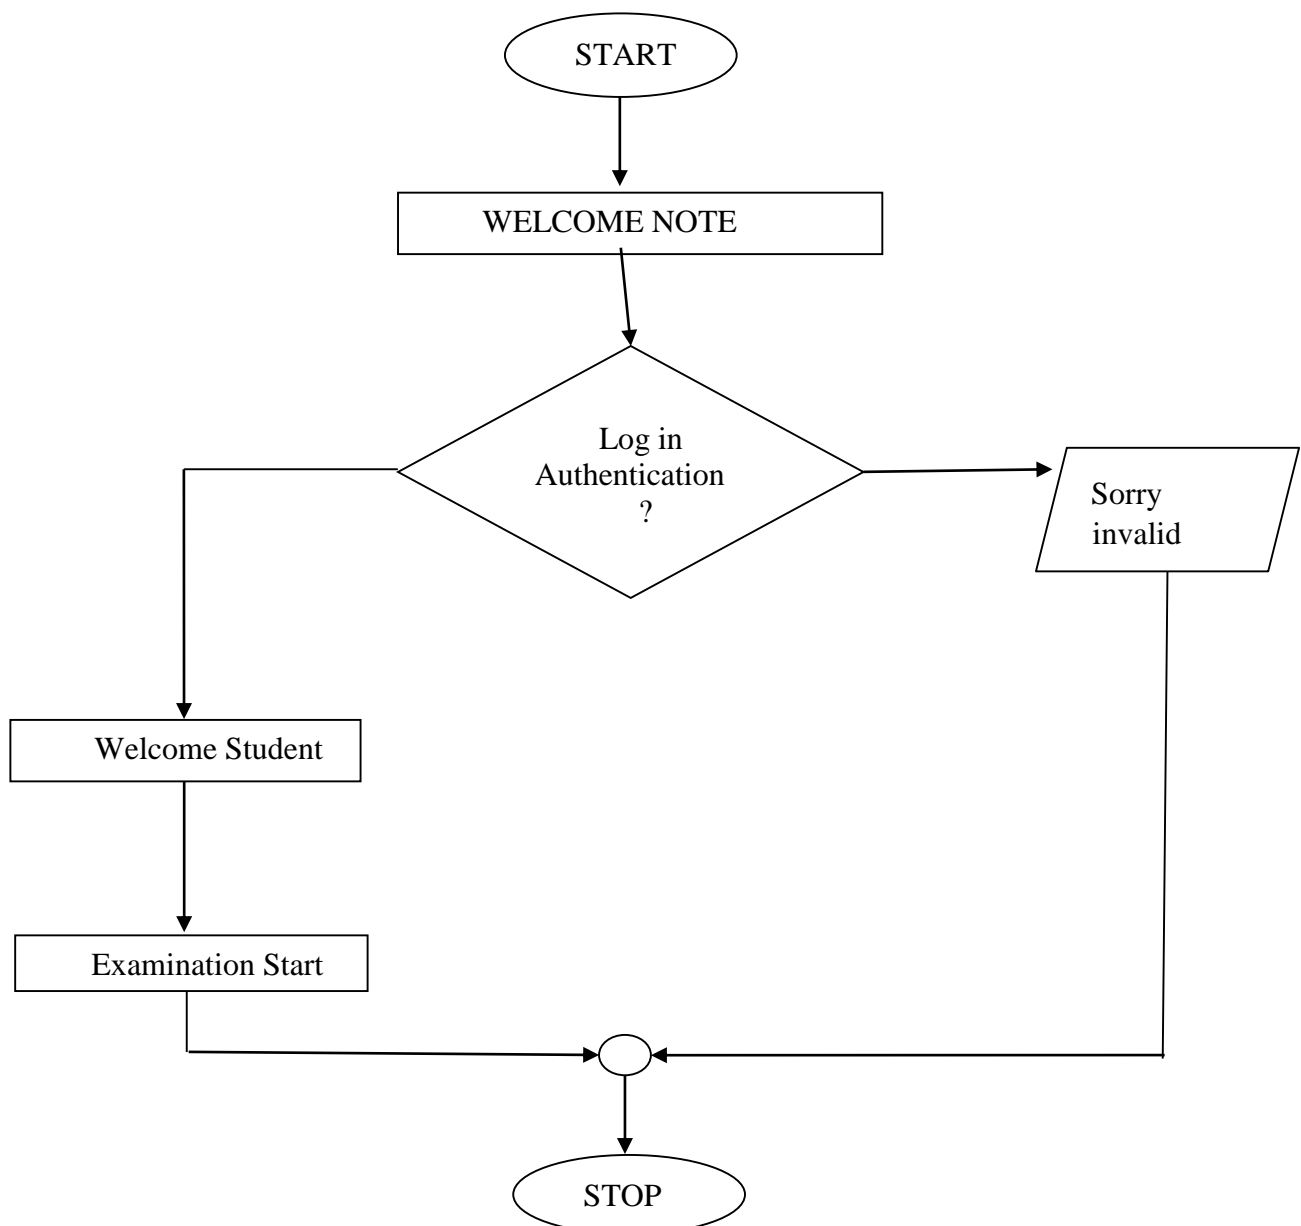 START
WELCOME NOTE
Log in
Authentication
?
Sorry
invalid
Welcome Student
Examination Start
STOP